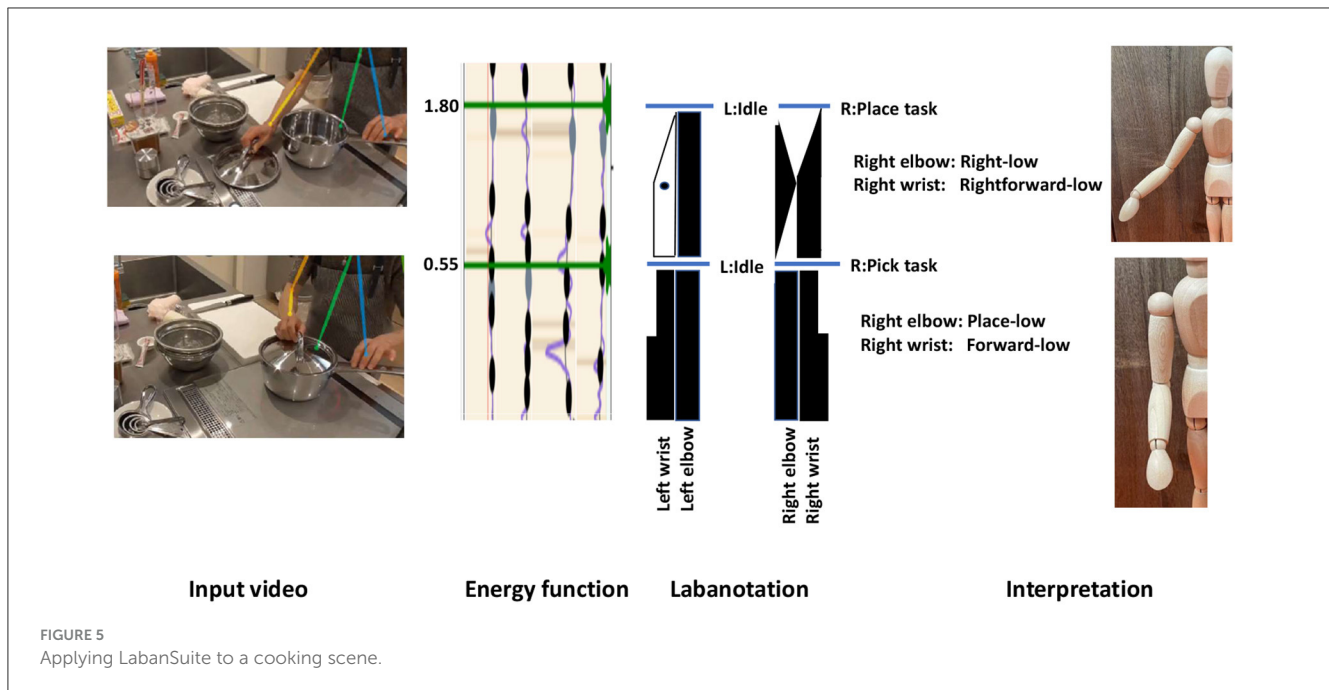 1.80
L:Idle
R:Place task
Right elbow: Right-low
Right wrist: Rightforward-low
0.55
L:Idle
R:Pick task
Right elbow: Place-low
Right wrist: Forward-low
Left wrist
Left elbow
Right elbow
Right wrist
Input video
Energy function
Labanotation
Interpretation
FIGURE 5
Applying LabanSuite to a cooking scene.